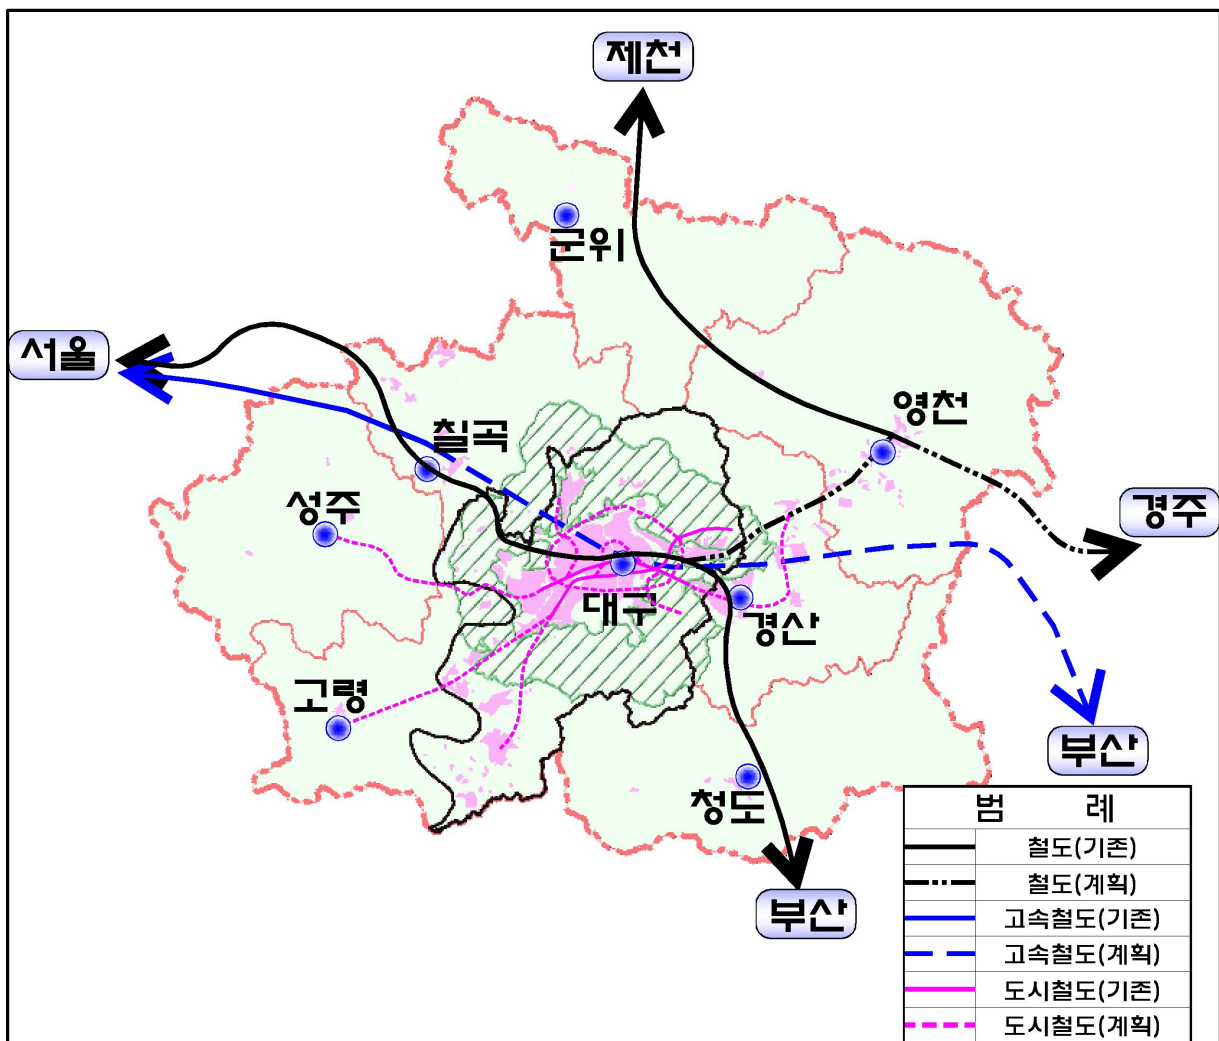 제천
군위
서울
칠곡
영천
성주
경주
대구
경산
고령
부산
청도
부산
범 례
철도(기존)
철도(계획)
고속철도(기존)
고속철도(계획)
도시철도(기존)
도시철도(계획)